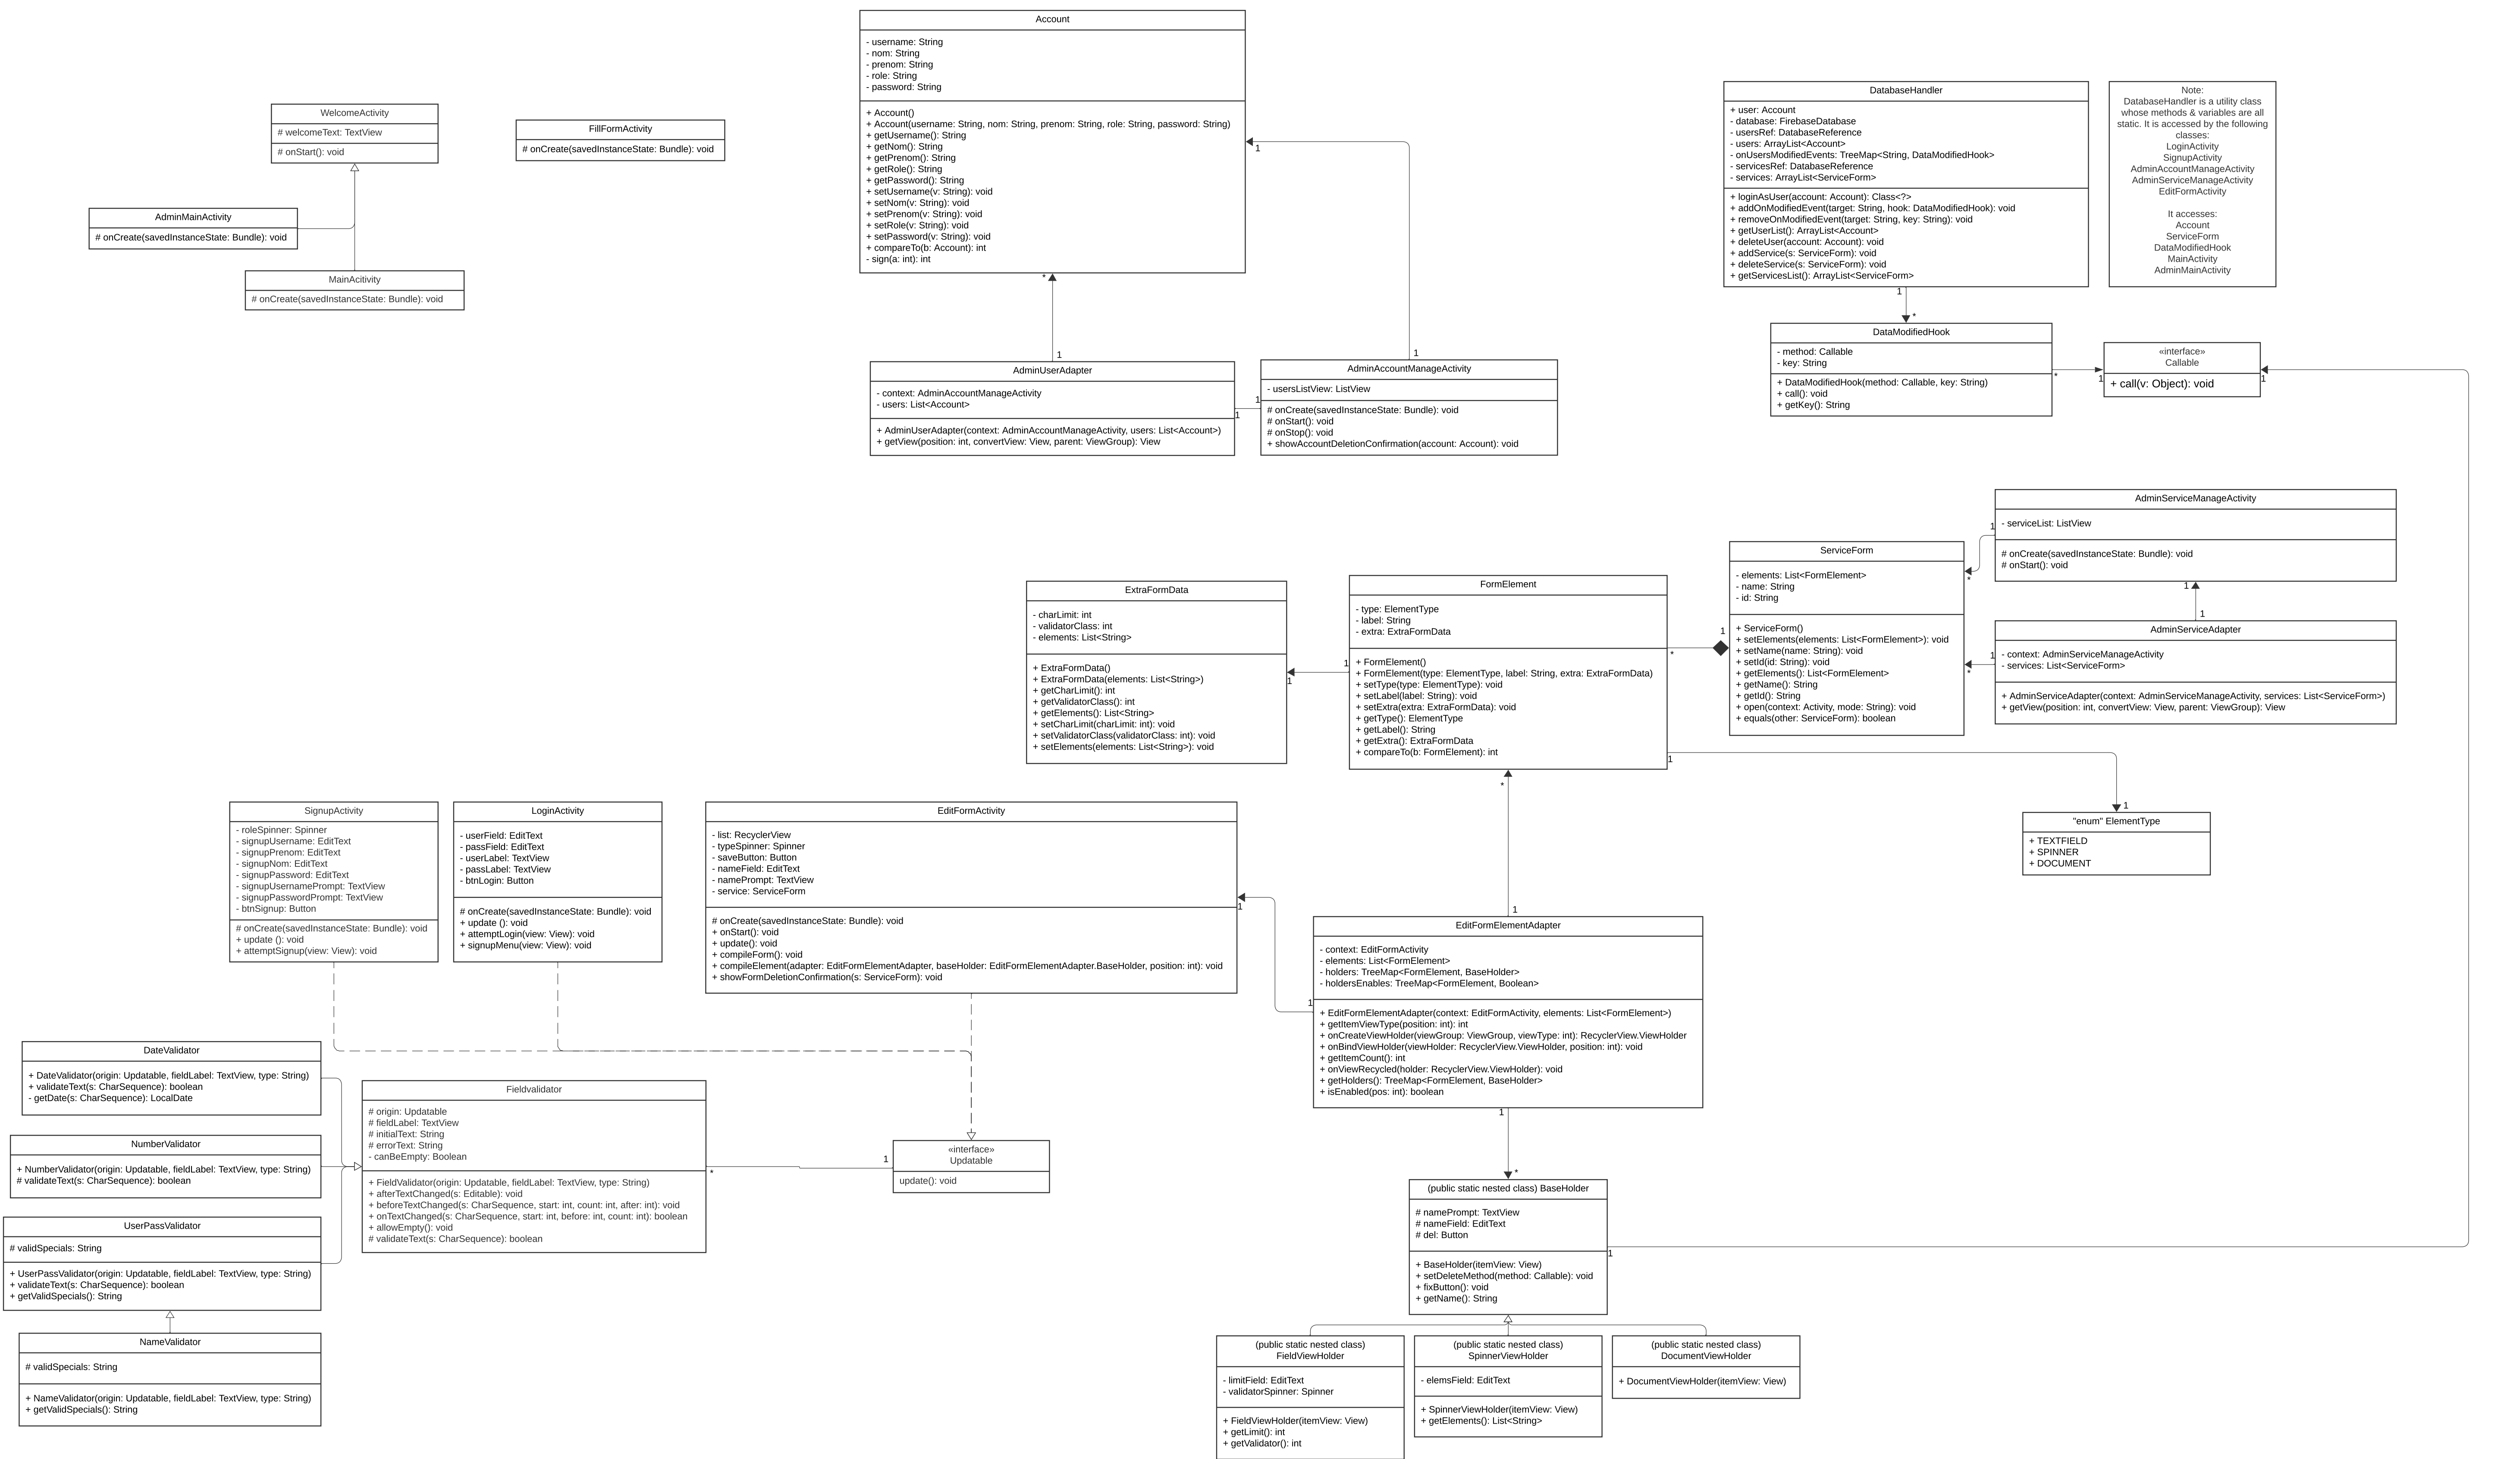 Account
- username: String
- nom: String
- prenom: String
- role: String
- password: String
+ Account()
+ Account(username: String, nom: String, prenom: String, role: String, password: String)
+ getUsername(): String
+ getNom(): String
+ getPrenom(): String
+ getRole(): String
+ getPassword(): String
+ setUsername(v: String): void
+ setNom(v: String): void
+ setPrenom(v: String): void
+ setRole(v: String): void
+ setPassword(v: String): void
+ compareTo(b: Account): int
- sign(a: int): int
WelcomeActivity
# welcomeText: TextView
# onStart(): void
FillFormActivity
# onCreate(savedInstanceState: Bundle): void
AdminMainActivity
# onCreate(savedInstanceState: Bundle): void
MainAcitivity
# onCreate(savedInstanceState: Bundle): void
DatabaseHandler
+ user: Account
- database: FirebaseDatabase
- usersRef: DatabaseReference
- users: ArrayList<Account>
- onUsersModifiedEvents: TreeMap<String, DataModifiedHook>
- servicesRef: DatabaseReference
- services: ArrayList<ServiceForm>
+ loginAsUser(account: Account): Class<?>
+ addOnModifiedEvent(target: String, hook: DataModifiedHook): void
+ removeOnModifiedEvent(target: String, key: String): void
+ getUserList(): ArrayList<Account>
+ deleteUser(account: Account): void
+ addService(s: ServiceForm): void
+ deleteService(s: ServiceForm): void
+ getServicesList(): ArrayList<ServiceForm>
Note:
DatabaseHandler is a utility class
whose methods & variables are all
static. It is accessed by the following
classes:
LoginActivity
SignupActivity
AdminAccountManageActivity
AdminServiceManageActivity
EditFormActivity
It accesses:
Account
ServiceForm
DataModifiedHook
MainActivity
AdminMainActivity
1
*
1
1
*
DataModifiedHook
- method: Callable
- key: String
+ DataModifiedHook(method: Callable, key: String)
+ call(): void
+ getKey(): String
*
1
«interface»
Callable
+ call(v: Object): void
1
1
1
AdminUserAdapter
- context: AdminAccountManageActivity
- users: List<Account>
+ AdminUserAdapter(context: AdminAccountManageActivity, users: List<Account>)
+ getView(position: int, convertView: View, parent: ViewGroup): View
1
1
AdminAccountManageActivity
- usersListView: ListView
# onCreate(savedInstanceState: Bundle): void
# onStart(): void
# onStop(): void
+ showAccountDeletionConfirmation(account: Account): void
AdminServiceManageActivity
- serviceList: ListView
# onCreate(savedInstanceState: Bundle): void
# onStart(): void
1
*
1
1
AdminServiceAdapter
- context: AdminServiceManageActivity
- services: List<ServiceForm>
+ AdminServiceAdapter(context: AdminServiceManageActivity, services: List<ServiceForm>)
+ getView(position: int, convertView: View, parent: ViewGroup): View
1
*
ServiceForm
- elements: List<FormElement>
- name: String
- id: String
+ ServiceForm()
+ setElements(elements: List<FormElement>): void
+ setName(name: String): void
+ setId(id: String): void
+ getElements(): List<FormElement>
+ getName(): String
+ getId(): String
+ open(context: Activity, mode: String): void
+ equals(other: ServiceForm): boolean
1
*
FormElement
- type: ElementType
- label: String
- extra: ExtraFormData
+ FormElement()
+ FormElement(type: ElementType, label: String, extra: ExtraFormData)
+ setType(type: ElementType): void
+ setLabel(label: String): void
+ setExtra(extra: ExtraFormData): void
+ getType(): ElementType
+ getLabel(): String
+ getExtra(): ExtraFormData
+ compareTo(b: FormElement): int
1
1
ExtraFormData
- charLimit: int
- validatorClass: int
- elements: List<String>
+ ExtraFormData()
+ ExtraFormData(elements: List<String>)
+ getCharLimit(): int
+ getValidatorClass(): int
+ getElements(): List<String>
+ setCharLimit(charLimit: int): void
+ setValidatorClass(validatorClass: int): void
+ setElements(elements: List<String>): void
1
1
"enum" ElementType
+ TEXTFIELD
+ SPINNER
+ DOCUMENT
SignupActivity
- roleSpinner: Spinner
- signupUsername: EditText
- signupPrenom: EditText
- signupNom: EditText
- signupPassword: EditText
- signupUsernamePrompt: TextView
- signupPasswordPrompt: TextView
- btnSignup: Button
# onCreate(savedInstanceState: Bundle): void
+ update (): void
+ attemptSignup(view: View): void
LoginActivity
- userField: EditText
- passField: EditText
- userLabel: TextView
- passLabel: TextView
- btnLogin: Button
# onCreate(savedInstanceState: Bundle): void
+ update (): void
+ attemptLogin(view: View): void
+ signupMenu(view: View): void
EditFormActivity
- list: RecyclerView
- typeSpinner: Spinner
- saveButton: Button
- nameField: EditText
- namePrompt: TextView
- service: ServiceForm
# onCreate(savedInstanceState: Bundle): void
+ onStart(): void
+ update(): void
+ compileForm(): void
+ compileElement(adapter: EditFormElementAdapter, baseHolder: EditFormElementAdapter.BaseHolder, position: int): void
+ showFormDeletionConfirmation(s: ServiceForm): void
1
1
*
1
EditFormElementAdapter
- context: EditFormActivity
- elements: List<FormElement>
- holders: TreeMap<FormElement, BaseHolder>
- holdersEnables: TreeMap<FormElement, Boolean>
+ EditFormElementAdapter(context: EditFormActivity, elements: List<FormElement>)
+ getItemViewType(position: int): int
+ onCreateViewHolder(viewGroup: ViewGroup, viewType: int): RecyclerView.ViewHolder
+ onBindViewHolder(viewHolder: RecyclerView.ViewHolder, position: int): void
+ getItemCount(): int
+ onViewRecycled(holder: RecyclerView.ViewHolder): void
+ getHolders(): TreeMap<FormElement, BaseHolder>
+ isEnabled(pos: int): boolean
1
*
DateValidator
+ DateValidator(origin: Updatable, fieldLabel: TextView, type: String)
+ validateText(s: CharSequence): boolean
- getDate(s: CharSequence): LocalDate
NumberValidator
+ NumberValidator(origin: Updatable, fieldLabel: TextView, type: String)
# validateText(s: CharSequence): boolean
UserPassValidator
# validSpecials: String
+ UserPassValidator(origin: Updatable, fieldLabel: TextView, type: String)
+ validateText(s: CharSequence): boolean
+ getValidSpecials(): String
NameValidator
# validSpecials: String
+ NameValidator(origin: Updatable, fieldLabel: TextView, type: String)
+ getValidSpecials(): String
Fieldvalidator
# origin: Updatable
# fieldLabel: TextView
# initialText: String
# errorText: String
- canBeEmpty: Boolean
+ FieldValidator(origin: Updatable, fieldLabel: TextView, type: String)
+ afterTextChanged(s: Editable): void
+ beforeTextChanged(s: CharSequence, start: int, count: int, after: int): void
+ onTextChanged(s: CharSequence, start: int, before: int, count: int): boolean
+ allowEmpty(): void
# validateText(s: CharSequence): boolean
*
1
«interface»
Updatable
update(): void
(public static nested class) BaseHolder
# namePrompt: TextView
# nameField: EditText
# del: Button
+ BaseHolder(itemView: View)
+ setDeleteMethod(method: Callable): void
+ fixButton(): void
+ getName(): String
1
(public static nested class)
FieldViewHolder
- limitField: EditText
- validatorSpinner: Spinner
+ FieldViewHolder(itemView: View)
+ getLimit(): int
+ getValidator(): int
(public static nested class)
SpinnerViewHolder
- elemsField: EditText
+ SpinnerViewHolder(itemView: View)
+ getElements(): List<String>
(public static nested class)
DocumentViewHolder
+ DocumentViewHolder(itemView: View)